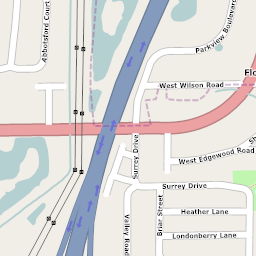 Abbotsford Court
Parkview Boulevard
Flo
West Wilson Road
Surrey Drive
Sh
West Edgewood Road
Surrey Drive
Valley Road
Briar Street
Heather Lane
Londonberry Lane